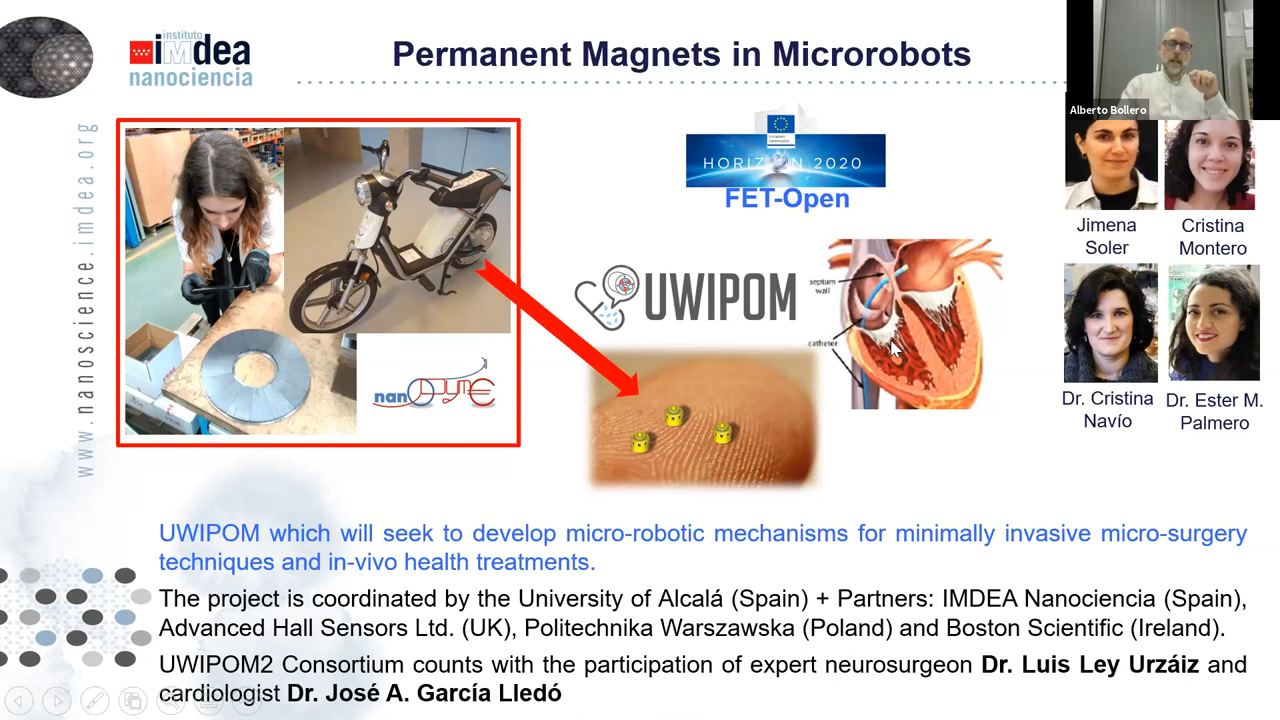 instituto
imdea
nanociencia
Permanent Magnets in Microrobots
Alberto Bollero
www.nanoscience.imdea.org
European
Commission
HORIZON 2020
FET-Open
UWIPOM
septum
wall
catheter
nanoDYME
Jimena
Soler
Cristina
Montero
Dr. Cristina
Navío
Dr. Ester M.
Palmero
UWIPOM which will seek to develop micro-robotic mechanisms for minimally invasive micro-surgery
techniques and in-vivo health treatments.
The project is coordinated by the University of Alcalá (Spain) + Partners: IMDEA Nanociencia (Spain),
Advanced Hall Sensors Ltd. (UK), Politechnika Warszawska (Poland) and Boston Scientific (Ireland).
UWIPOM2 Consortium counts with the participation of expert neurosurgeon Dr. Luis Ley Urzáiz and
cardiologist Dr. José A. García Lledó